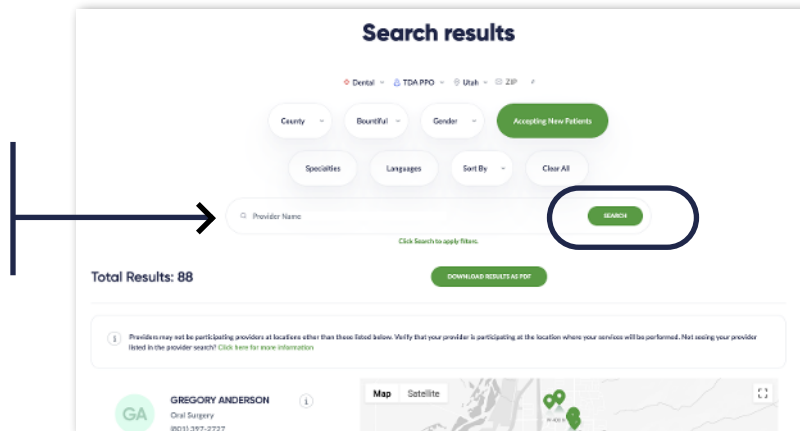 Search results
Dental TDA PPO Utah ZIP
County Bountiful Gender Accepting New Patients
Specialties Languages Sort By Clear All
Provider Name SEARCH
Click Search to apply filters.
Total Results: 88 DOWNLOAD RESULTS AS PDF
Providers may not be participating providers at locations other than those listed below. Verify that your provider is participating at the location where your services will be performed. Not seeing your provider
listed in the provider search? Click here for more information
GREGORY ANDERSON
GA
Oral Surgery
(801) 397-2727
Map Satellite